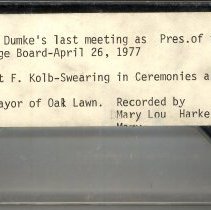 Dumke's last meeting as Pres.of
ge Board-April 26, 1977
t F. Kolb-Swearing in Ceremonies a
ayor of Oak Lawn. Recorded by
Mary Lou Harke